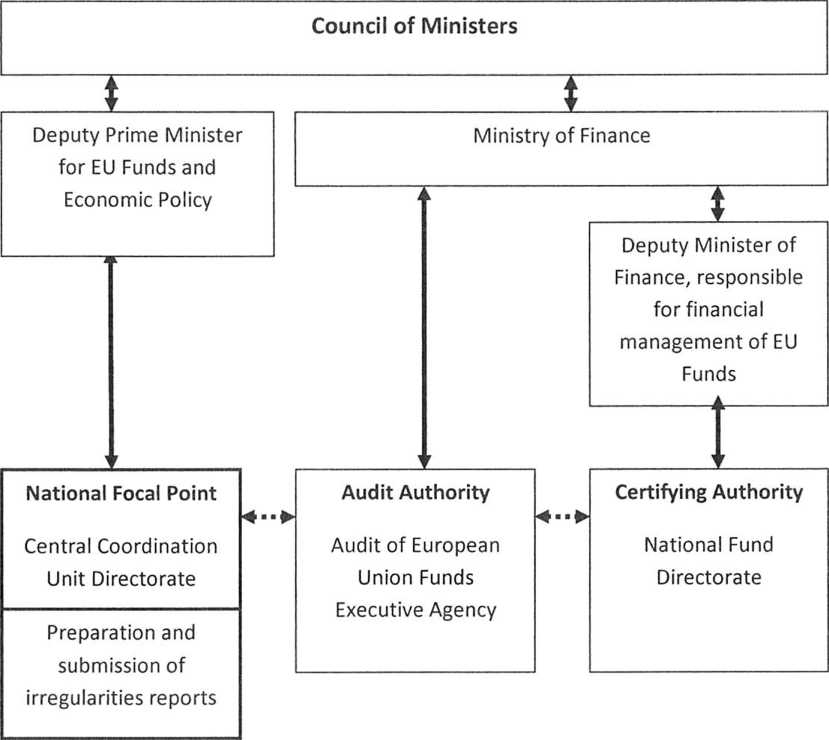 Council of Ministers
Deputy Prime Minister
for EU Funds and
Economic Policy
Ministry of Finance
Deputy Minister of
Finance, responsible
for financial
management of EU
Funds
National Focal Point
Central Coordination
Unit Directorate
Preparation and
submission of
irregularities reports
Audit Authority
Audit of European
Union Funds
Executive Agency
Certifying Authority
National Fund
Directorate